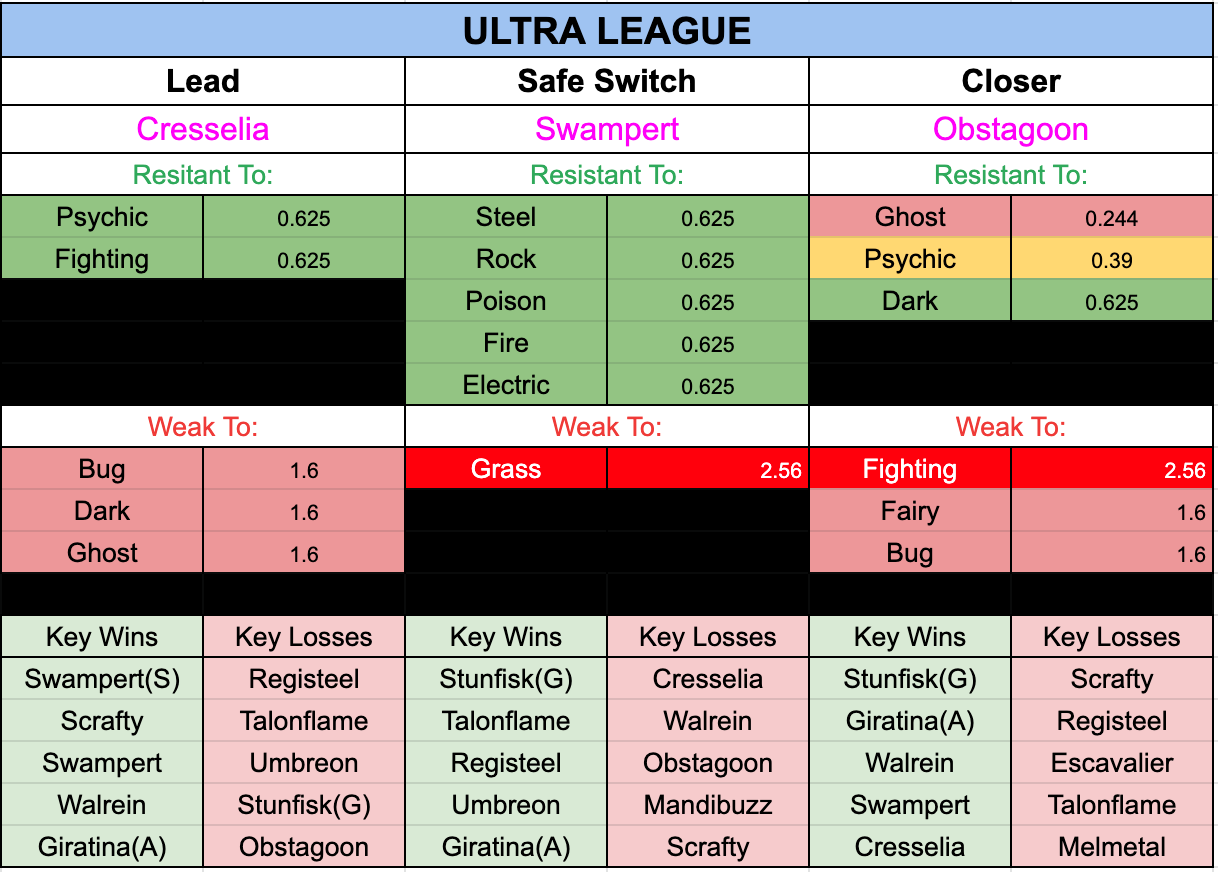 ULTRA LEAGUE
Lead Safe Switch Closer
Cresselia Swampert Obstagoon
Resitant To: Resistant To: Resistant To:
Psychic 0.625 Steel 0.625 Ghost 0.244
Fighting 0.625 Rock 0.625 Psychic 0.39
Poison 0.625 Dark 0.625
Fire 0.625
Electric 0.625
Weak To: Weak To: Weak To:
Bug 1.6 Grass 2.56 Fighting 2.56
Dark 1.6 Fairy 1.6
Ghost 1.6 Bug 1.6
Key Wins Key Losses Key Wins Key Losses Key Wins Key Losses
Swampert(S) Registeel Stunfisk(G) Cresselia Stunfisk(G) Scrafty
Scrafty Talonflame Talonflame Walrein Giratina(A) Registeel
Swampert Umbreon Registeel Obstagoon Walrein Escavalier
Walrein Stunfisk(G) Umbreon Mandibuzz Swampert Talonflame
Giratina(A) Obstagoon Giratina(A) Scrafty Cresselia Melmetal